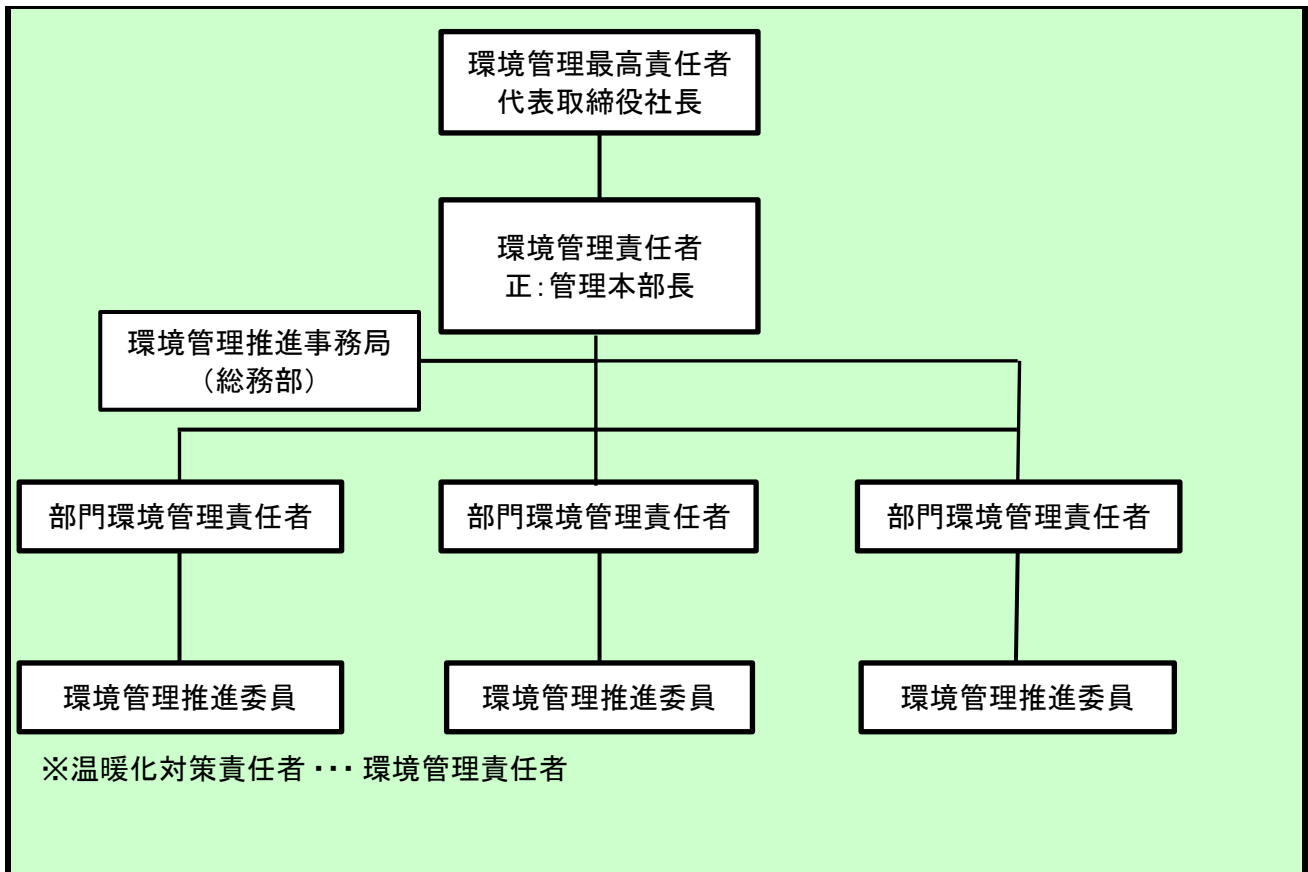 環境管理最高責任者
代表取締役社長
環境管理責任者
正:管理本部長
環境管理推進事務局
(総務部)
部門環境管理責任者
部門環境管理責任者
部門環境管理責任者
環境管理推進委員
環境管理推進委員
環境管理推進委員
※温暖化対策責任者・・・環境管理責任者